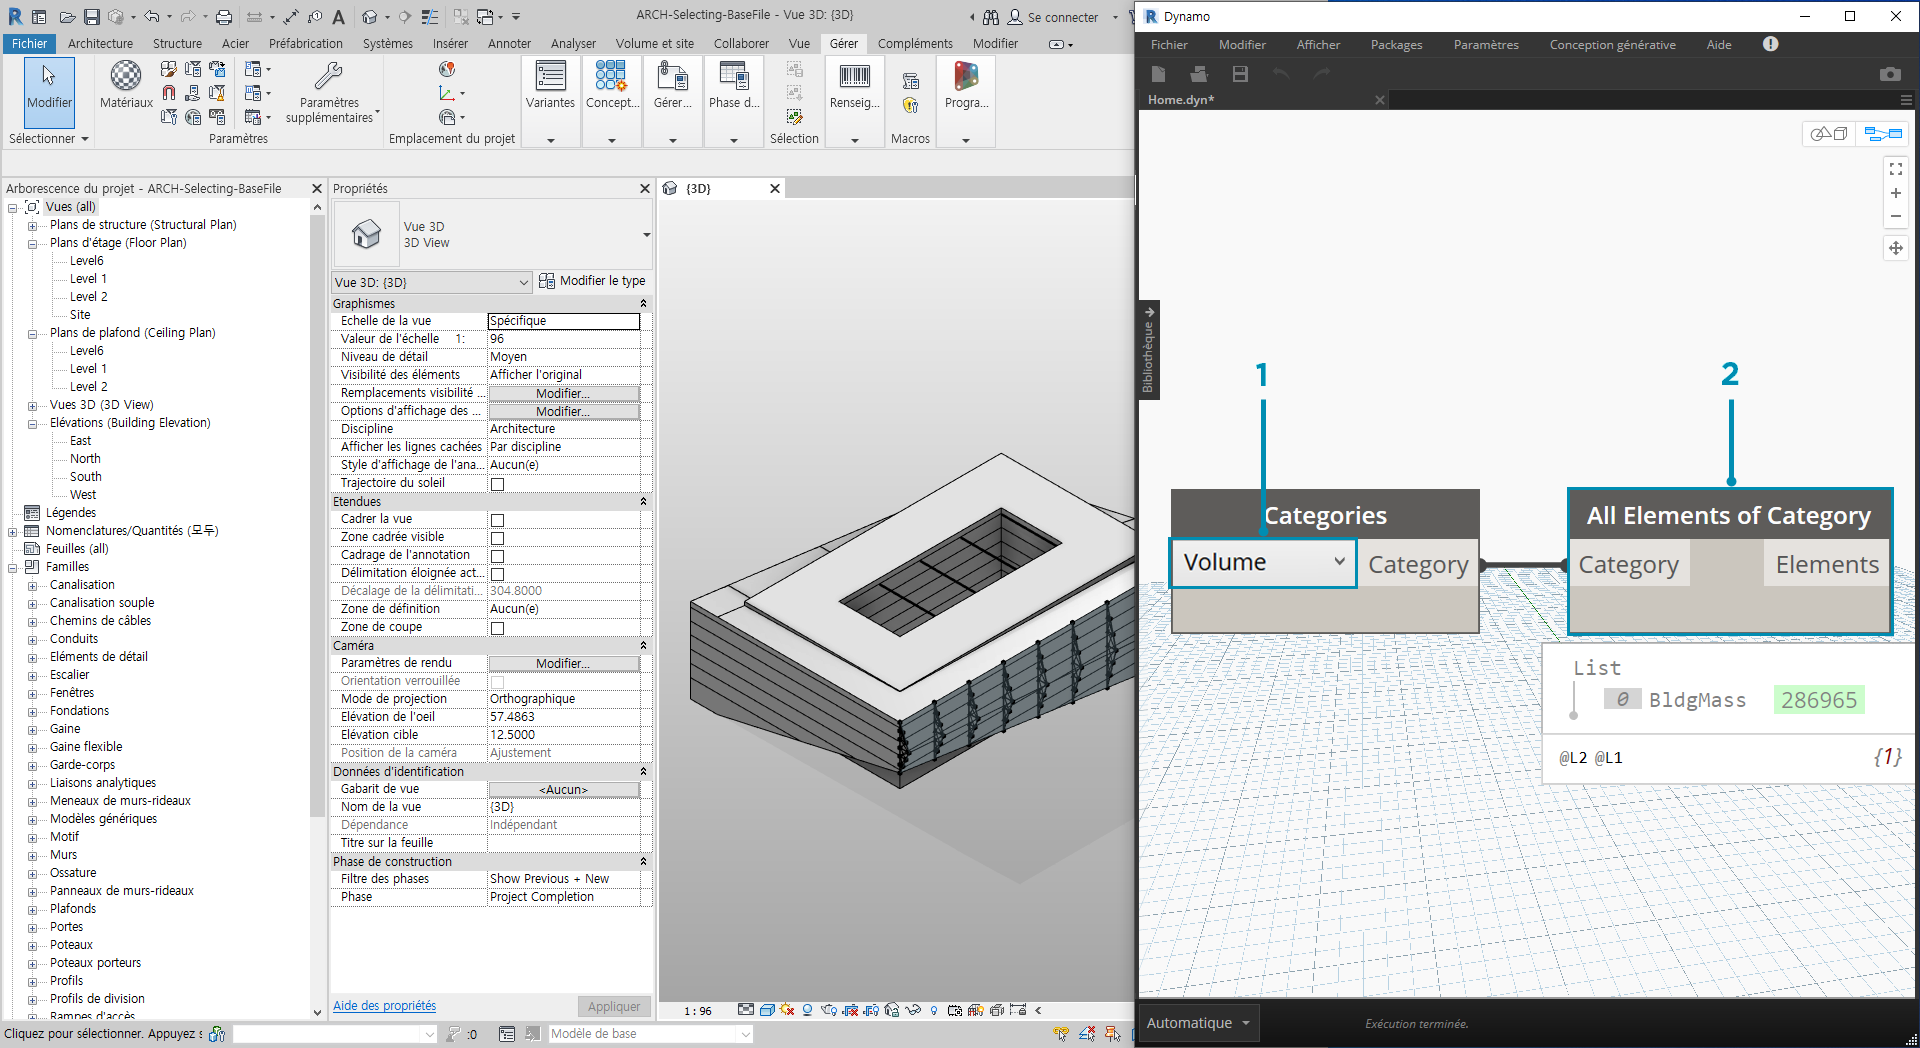 ARCH-Selecting-BaseFile - Vue 3D: {3D}
Se connecter
Fichier
Architecture
Structure
Acier
Préfabrication
Systèmes
Insérer
Annoter
Analyser
Volume et site
Collaborer
Vue
Gérer
Compléments
Modifier
Modifier
Matériaux
Paramètres
supplémentaires
Variantes
Concept...
Gérer...
Phase d...
Renseig...
Progra...
Sélectionner
Paramètres
Emplacement du projet
Sélection
Macros
Arborescence du projet - ARCH-Selecting-BaseFile
Vues (all)
Plans de structure (Structural Plan)
Plans d'étage (Floor Plan)
Level6
Level 1
Level 2
Site
Plans de plafond (Ceiling Plan)
Level6
Level 1
Level 2
Vues 3D (3D View)
Elévations (Building Elevation)
East
North
South
West
Légendes
Nomenclatures/Quantités (모두)
Feuilles (all)
Familles
Canalisation
Canalisation souple
Chemins de câbles
Conduits
Eléments de détail
Escalier
Fenêtres
Fondations
Gaine
Gaine flexible
Garde-corps
Liaisons analytiques
Meneaux de murs-rideaux
Modèles génériques
Motif
Murs
Ossature
Panneaux de murs-rideaux
Plafonds
Portes
Poteaux
Poteaux porteurs
Profils
Profils de division
Rampes d'accès
Propriétés
Vue 3D
3D View
Vue 3D: {3D}
Modifier le type
Graphismes
Echelle de la vue Spécifique
Valeur de l'échelle 1: 96
Niveau de détail Moyen
Visibilité des éléments Afficher l'original
Remplacements visibilité ... Modifier...
Options d'affichage des ... Modifier...
Discipline Architecture
Afficher les lignes cachées Par discipline
Style d'affichage de l'ana... Aucun(e)
Trajectoire du soleil
Etendues
Cadrer la vue
Zone cadrée visible
Cadrage de l'annotation
Délimitation éloignée act...
Décalage de la délimitati... 304.8000
Zone de définition Aucun(e)
Zone de coupe
Caméra
Paramètres de rendu Modifier...
Orientation verrouillée
Mode de projection Orthographique
Elévation de l'oeil 57.4863
Elévation cible 12.5000
Position de la caméra Ajustement
Données d'identification
Gabarit de vue <Aucun>
Nom de la vue {3D}
Dépendance Indépendant
Titre sur la feuille
Phase de construction
Filtre des phases Show Previous + New
Phase Project Completion
Aide des propriétés
Appliquer
{3D}
1 : 96
Cliquez pour sélectionner. Appuyez s
:0
Modèle de base
Dynamo
Fichier
Modifier
Afficher
Packages
Paramètres
Conception générative
Aide
Home.dyn*
Bibliothèque
1
2
Categories
Volume
Category
All Elements of Category
Category
Elements
List
0 BldgMass 286965
@L2 @L1 {1}
Automatique
Exécution terminée.